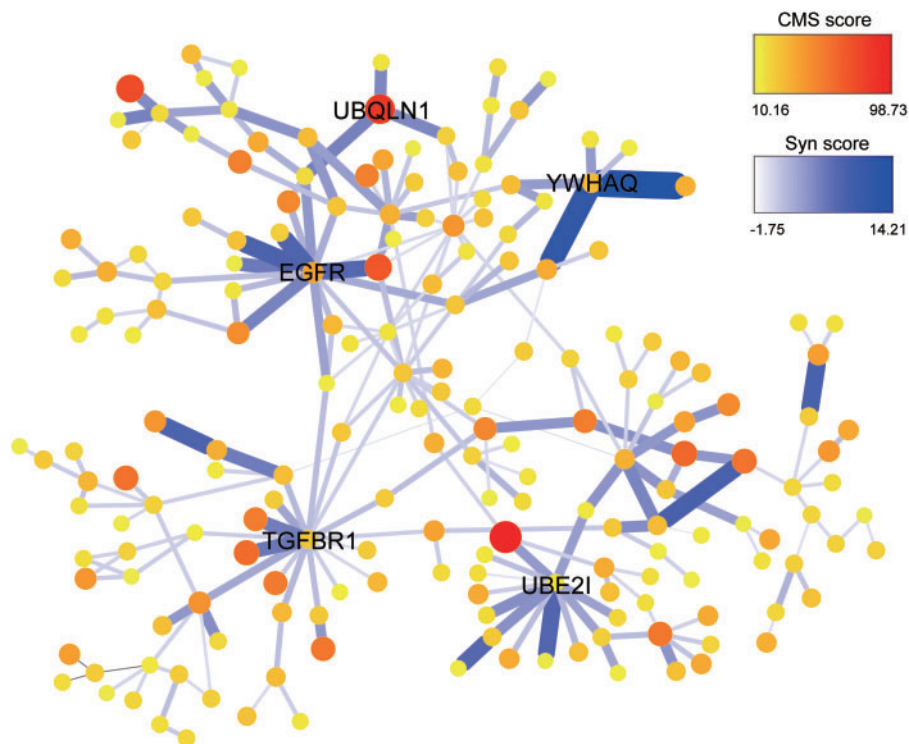 CMS score
10.16 98.73
Syn score
-1.75 14.21
UBQLN1
YWHAQ
EGFR
TGFBR1
UBE2I